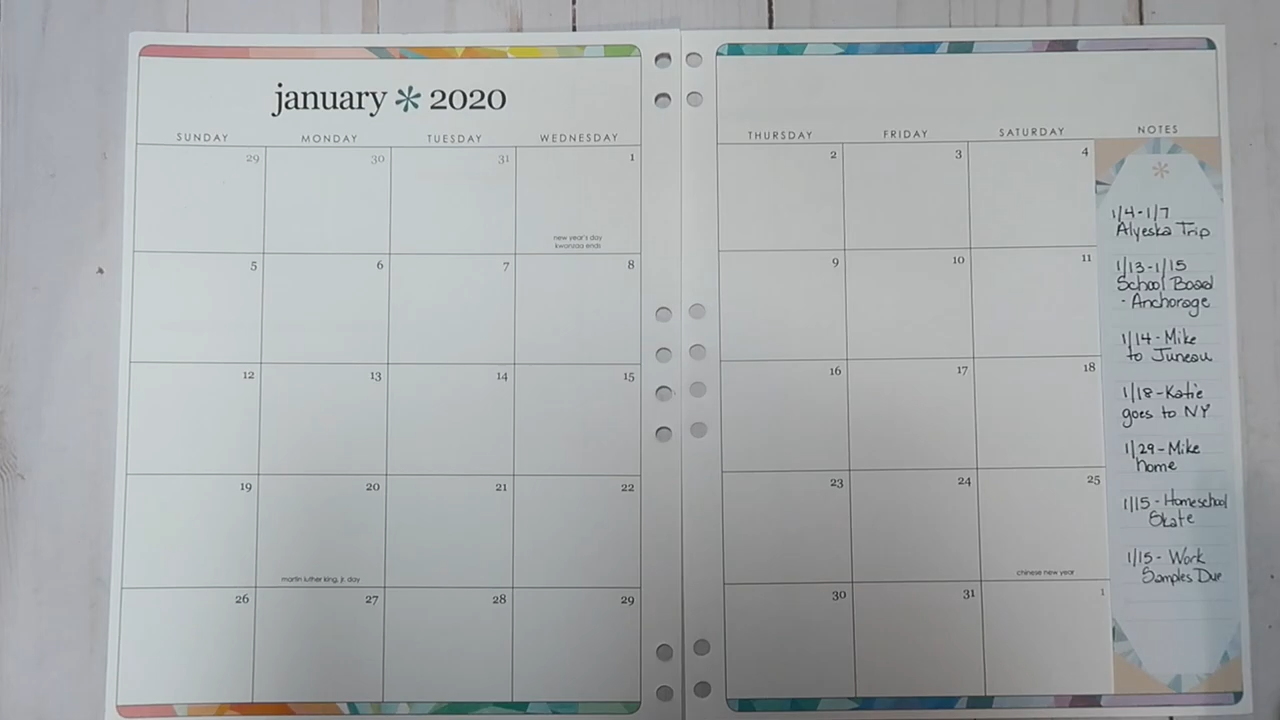 january * 2020
SUNDAY MONDAY TUESDAY WEDNESDAY THURSDAY FRIDAY SATURDAY NOTES
29 30 31 1 2 3 4
new year's day
kwanzaa ends
5 6 7 8 9 10 11
12 13 14 15 16 17 18
19 20 21 22 23 24 25
martin luther king, jr. day
chinese new year
26 27 28 29 30 31 1
1/4-1/7
Alyeska Trip
1/13-1/15
School Board
- Anchorage
1/14-Mike
to Juneau
1/18-Katie
goes to NY
1/29-Mike
home
1/15-Homeschool
Skate
1/15- Work
Samples Due